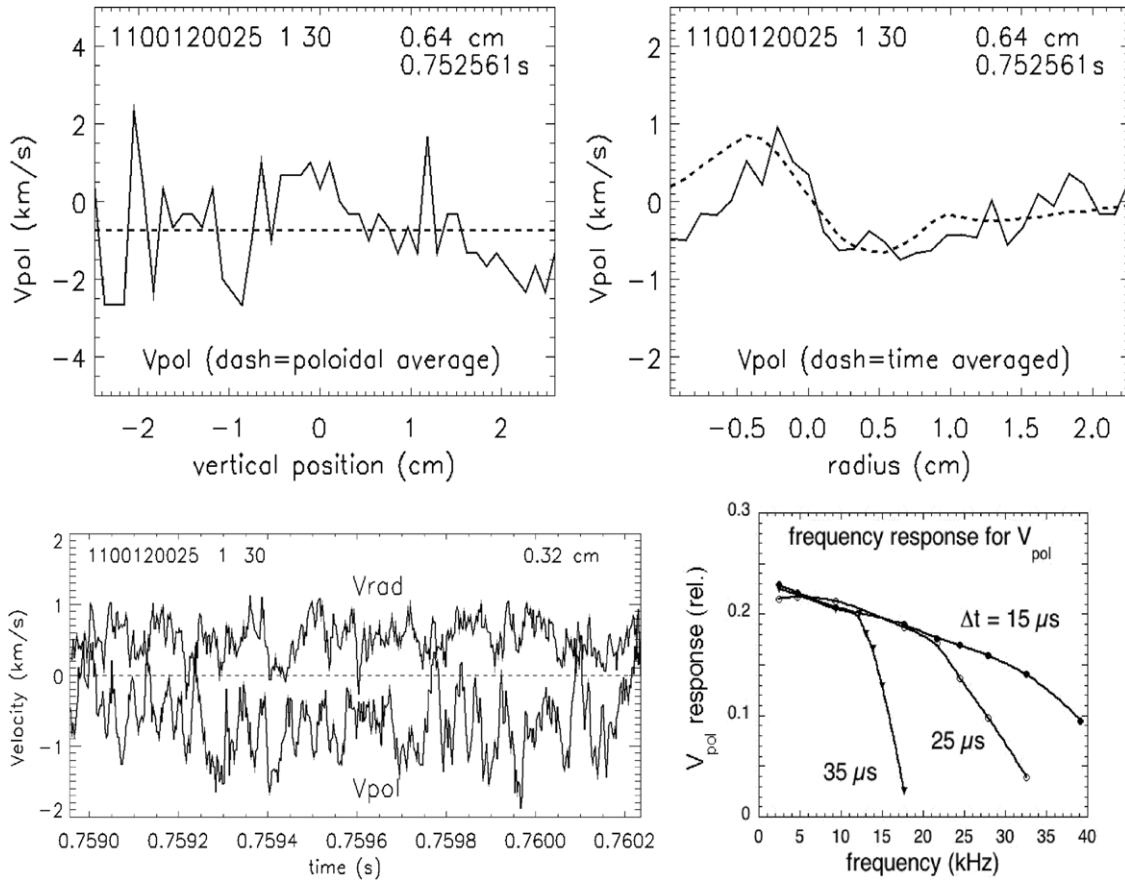 1100120025 1 30 0.64 cm
0.752561s
4
2
0
−2
−4
Vpol (km/s)
Vpol (dash=poloidal average)
−2 −1 0 1 2
vertical position (cm)
1100120025 1 30 0.64 cm
0.752561s
2
1
0
−1
−2
Vpol (km/s)
Vpol (dash=time averaged)
−0.5 0.0 0.5 1.0 1.5 2.0
radius (cm)
1100120025 1 30 0.32 cm
2
1
0
−1
−2
Velocity (km/s)
Vrad
Vpol
0.7590 0.7592 0.7594 0.7596 0.7598 0.7600 0.7602
time (s)
frequency response for Vpol
0.3
0.2
0.1
0
Vpol response (rel.)
Δt = 15 µs
25 µs
35 µs
0 5 10 15 20 25 30 35 40
frequency (kHz)